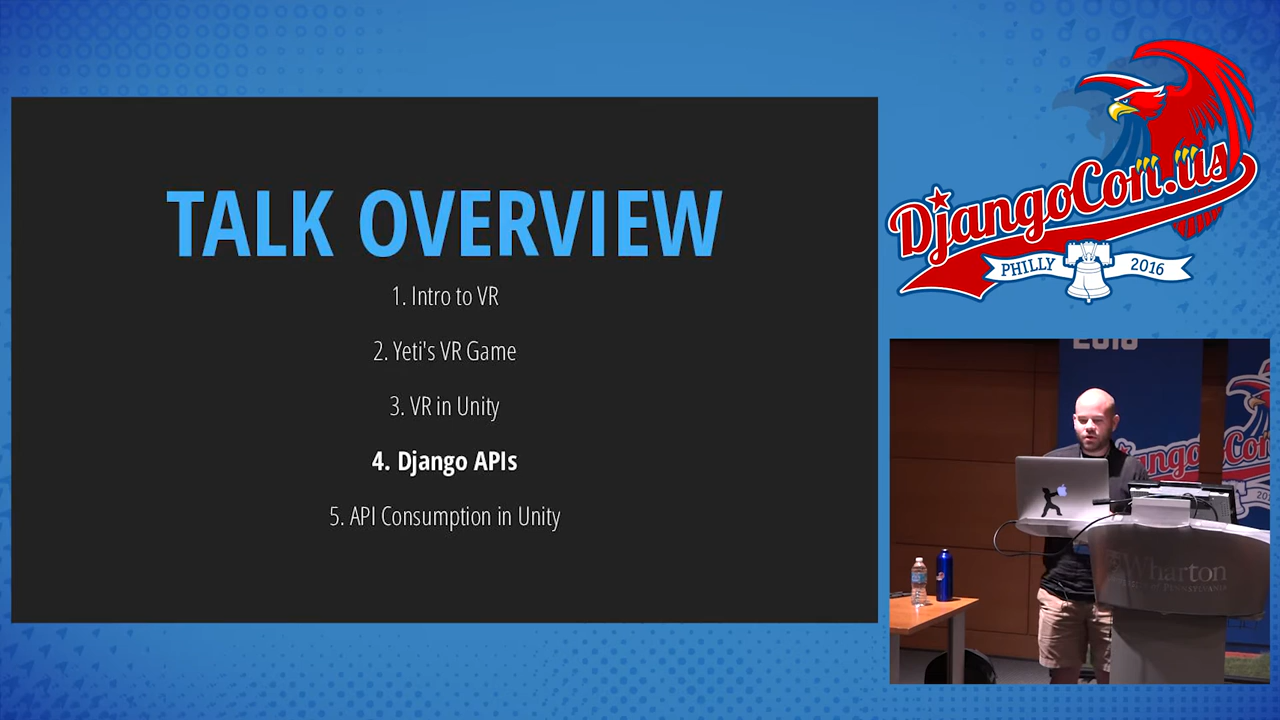 TALK OVERVIEW
1. Intro to VR
2. Yeti's VR Game
3. VR in Unity
4. Django APIs
5. API Consumption in Unity
DjangoCon.us
PHILLY 2016
2016
Wharton